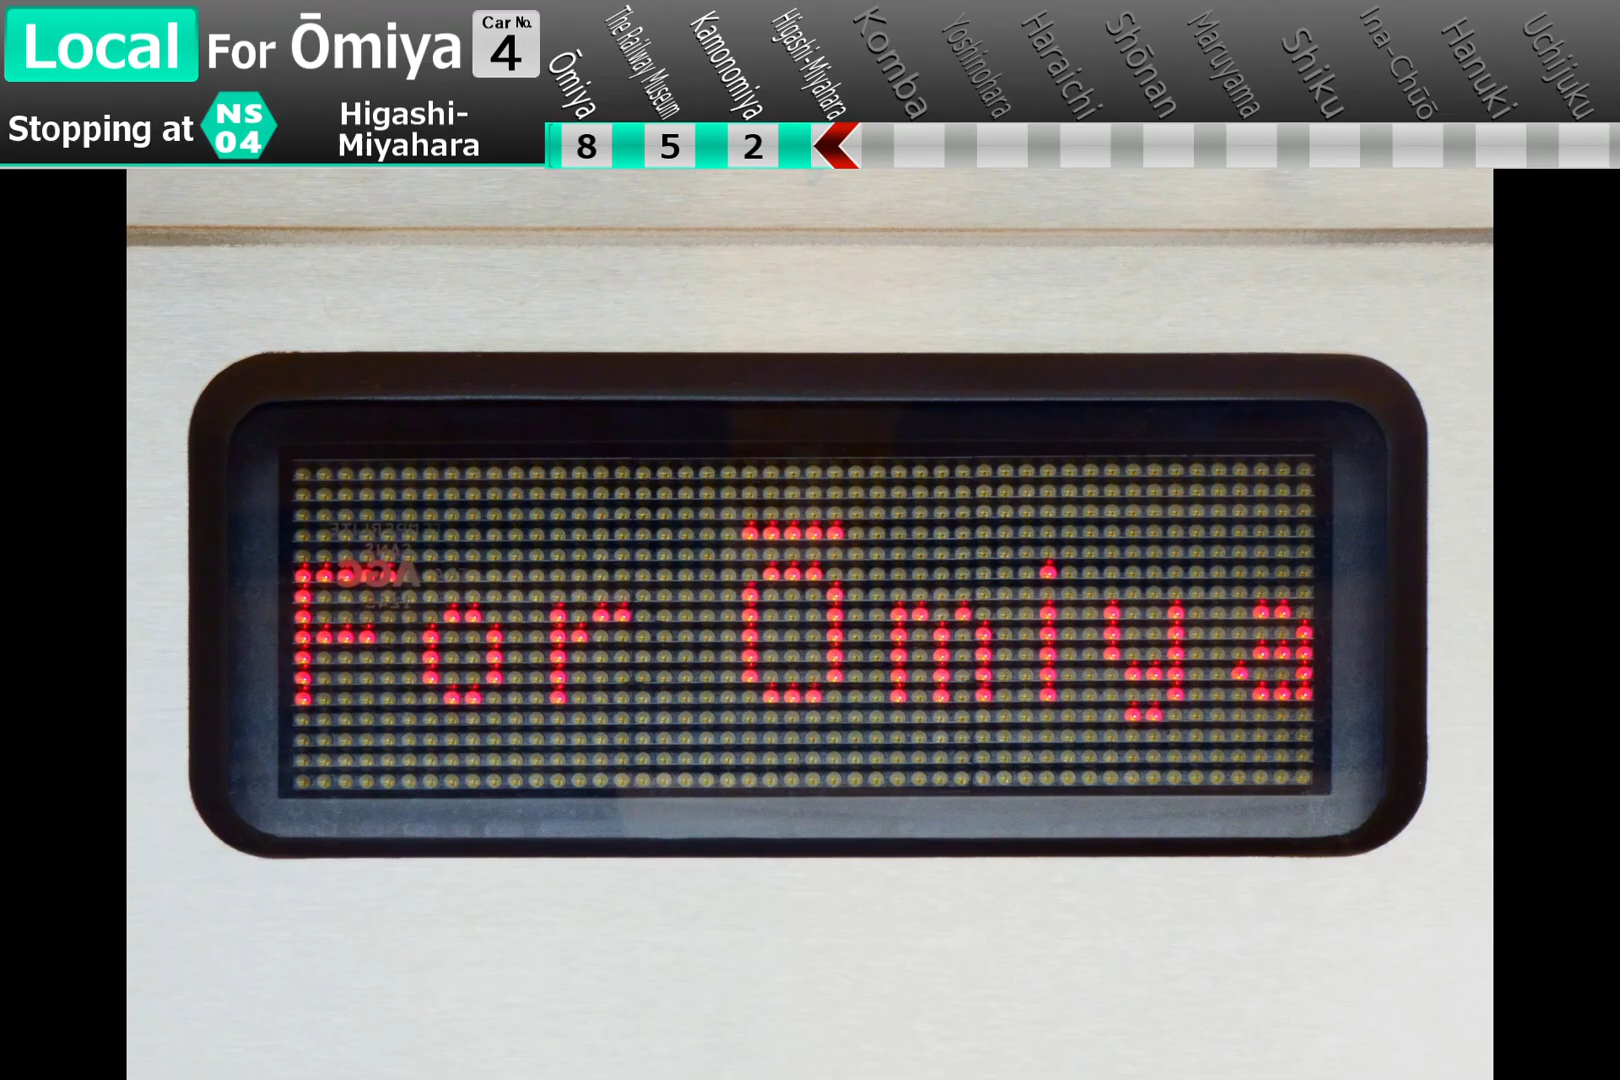 Local For Ōmiya Car No. 4
Stopping at NS 04 Higashi-Miyahara
Ōmiya
The Railway Museum
Kamonomiya
Higashi-Miyahara
Komba
Yoshinohara
Haraichi
Shōnan
Maruyama
Shiku
Ina-Chūō
Hanuki
Uchijuku
8 5 2
For Ōmiya